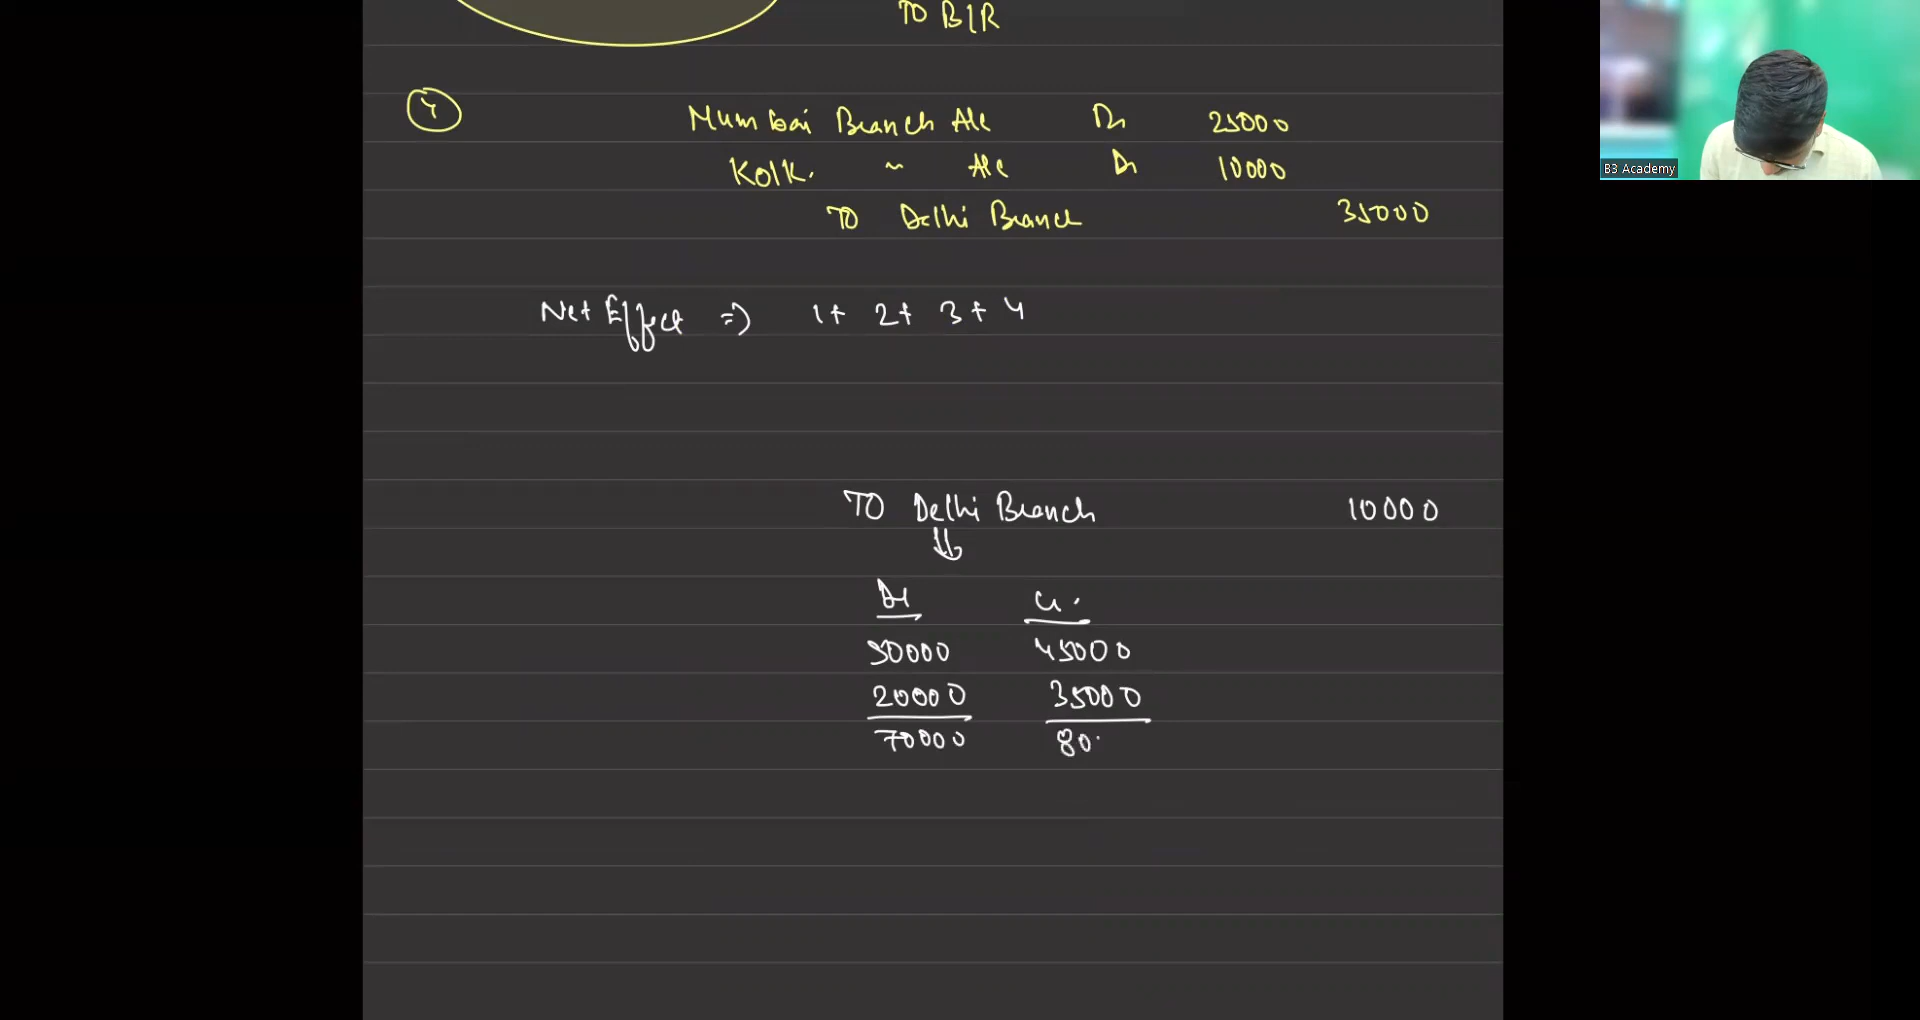 TO B/R
B3 Academy
4
Mumbai Branch A/c Dr 25000
Kolk. ~ A/c Dr 10000
TO Delhi Branch 35000
Net Effect => 1+ 2+ 3+ 4
TO Delhi Branch 10000
Dr Cr.
50000 45000
20000 35000
70000 80.